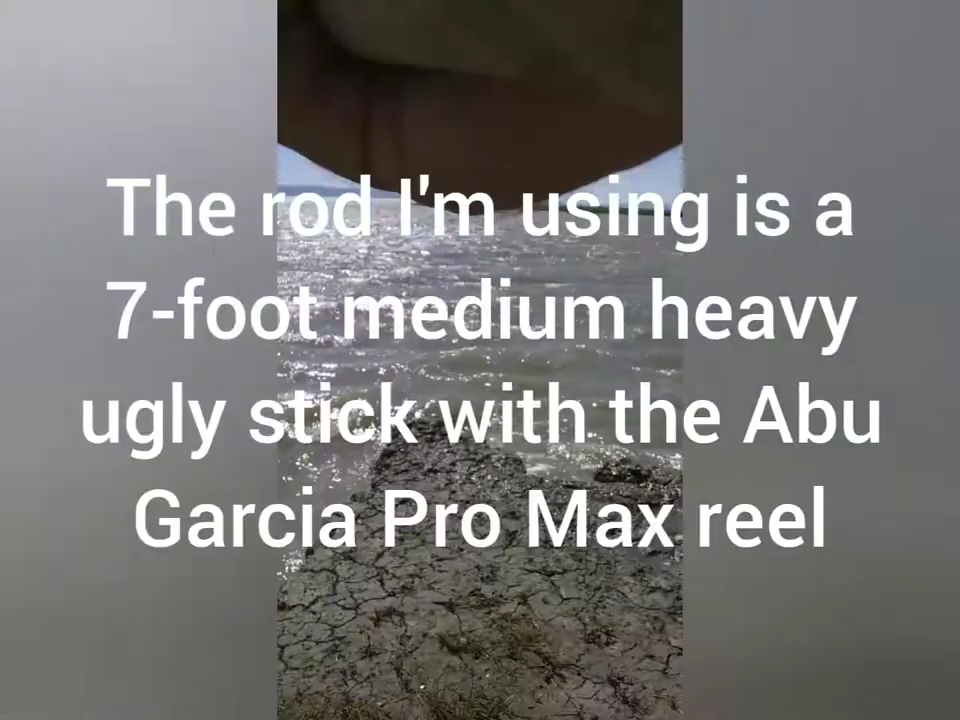 The rod I'm using is a
7-foot medium heavy
ugly stick with the Abu
Garcia Pro Max reel